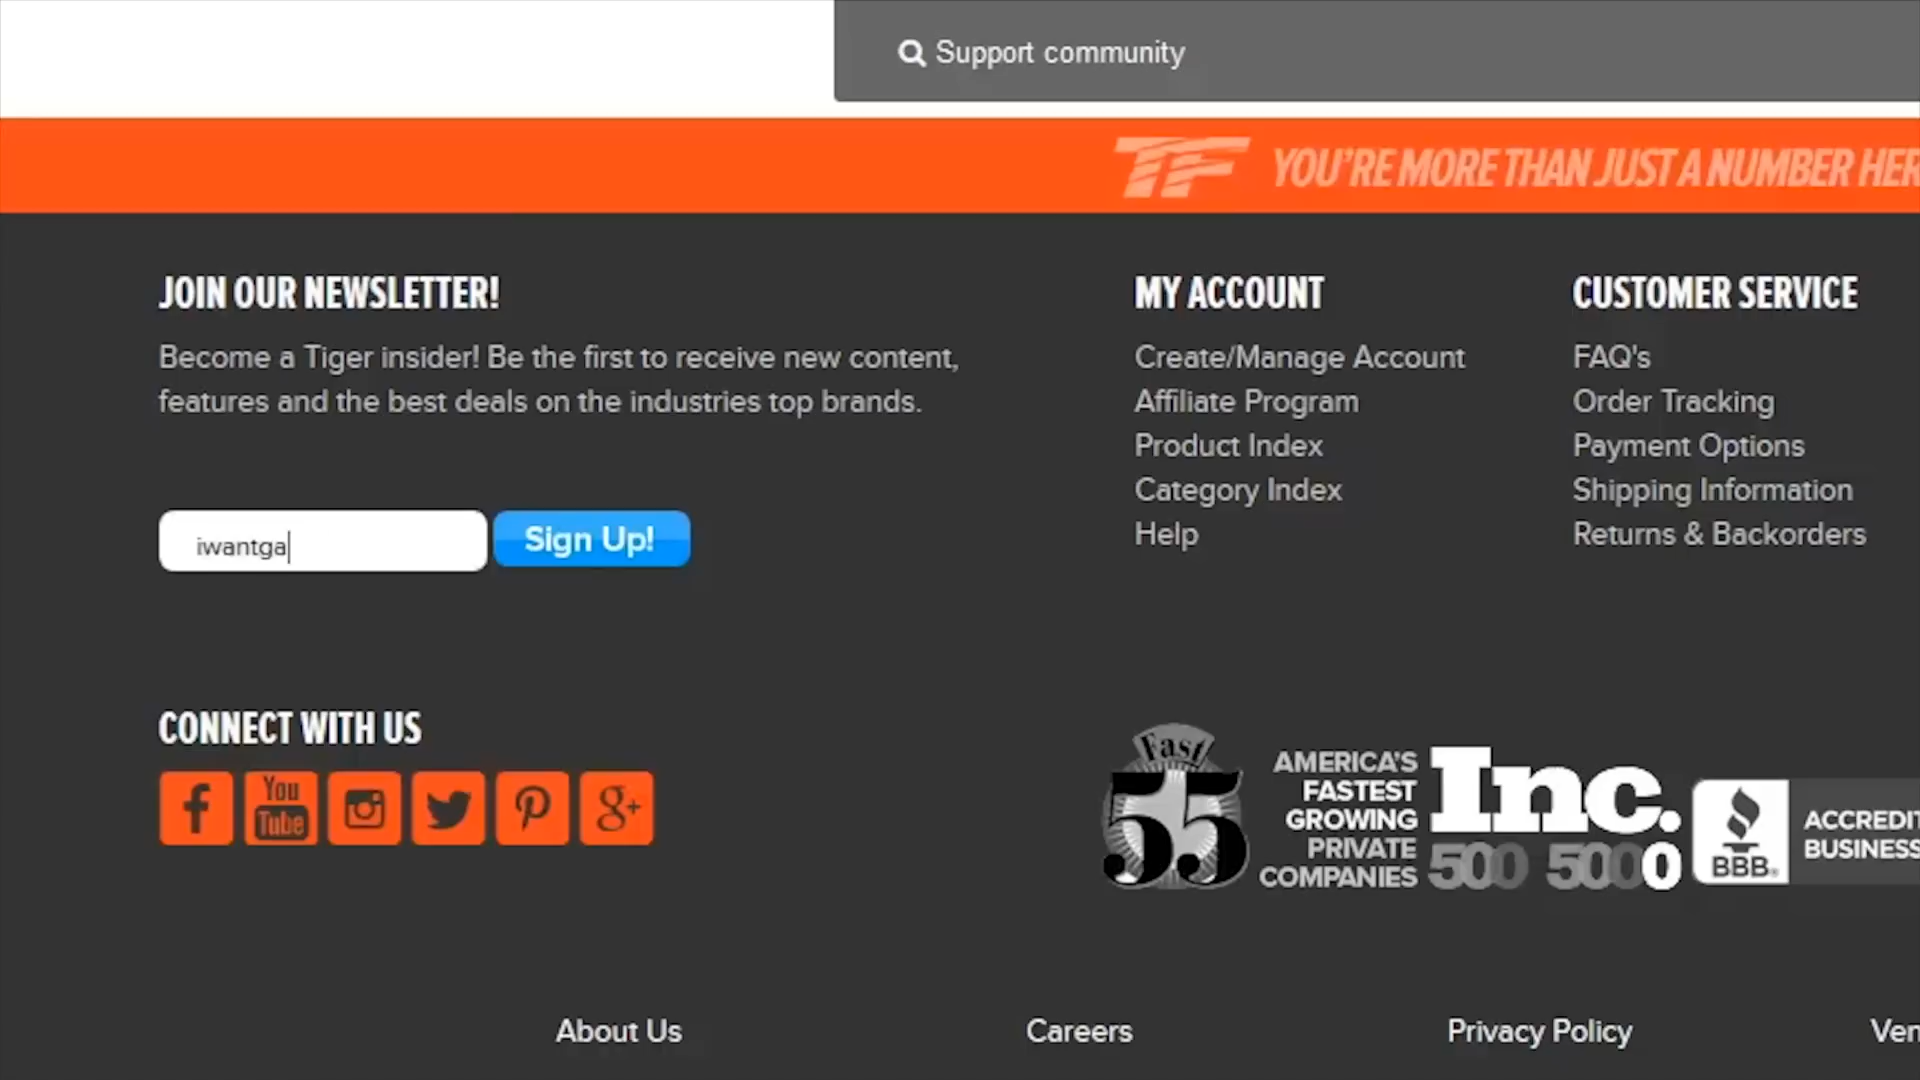 Support community
TF YOU'RE MORE THAN JUST A NUMBER HER
JOIN OUR NEWSLETTER!
Become a Tiger insider! Be the first to receive new content,
features and the best deals on the industries top brands.
iwantga
Sign Up!
CONNECT WITH US
You
Tube
g+
MY ACCOUNT
Create/Manage Account
Affiliate Program
Product Index
Category Index
Help
CUSTOMER SERVICE
FAQ's
Order Tracking
Payment Options
Shipping Information
Returns & Backorders
Fast
55
AMERICA'S
FASTEST
GROWING
PRIVATE
COMPANIES
Inc.
500 5000
BBB
ACCREDIT
BUSINESS
About Us
Careers
Privacy Policy
Ven